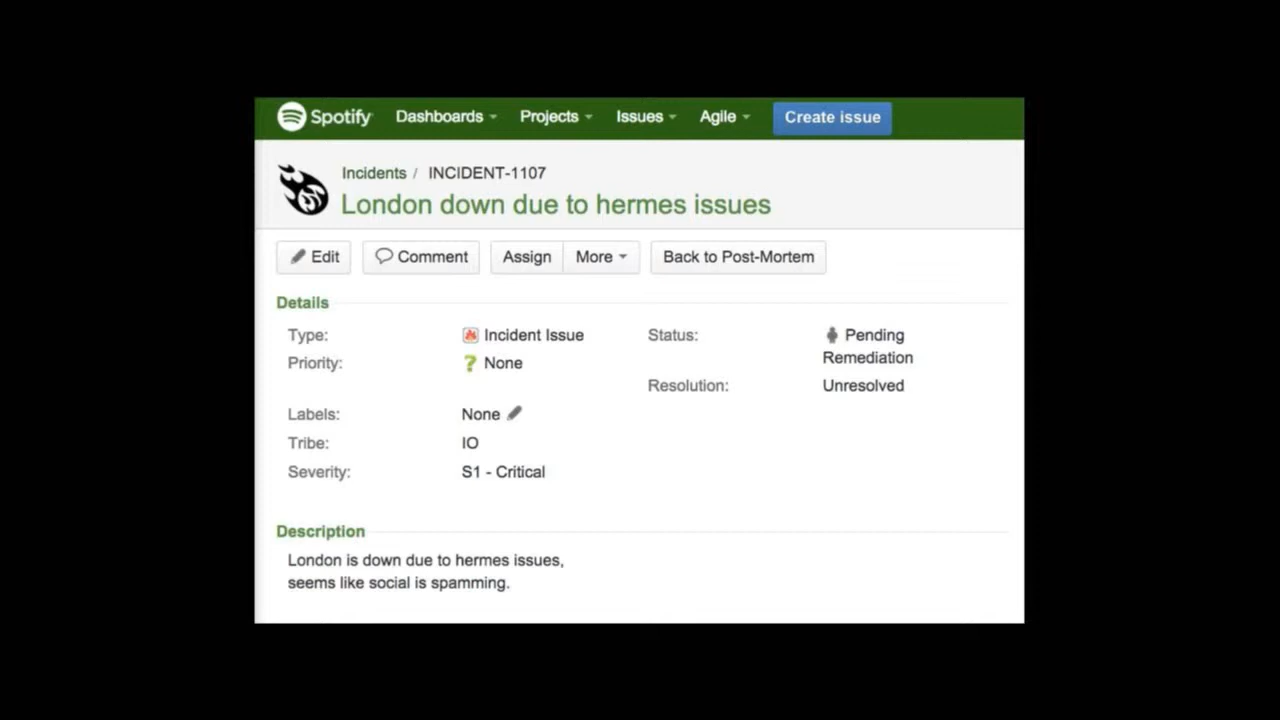 Spotify Dashboards Projects Issues Agile Create issue
Incidents / INCIDENT-1107
London down due to hermes issues
Edit Comment Assign More Back to Post-Mortem
Details
Type: Incident Issue Status: Pending
Remediation
Priority: ? None
Resolution: Unresolved
Labels: None
Tribe: IO
Severity: S1 - Critical
Description
London is down due to hermes issues,
seems like social is spamming.